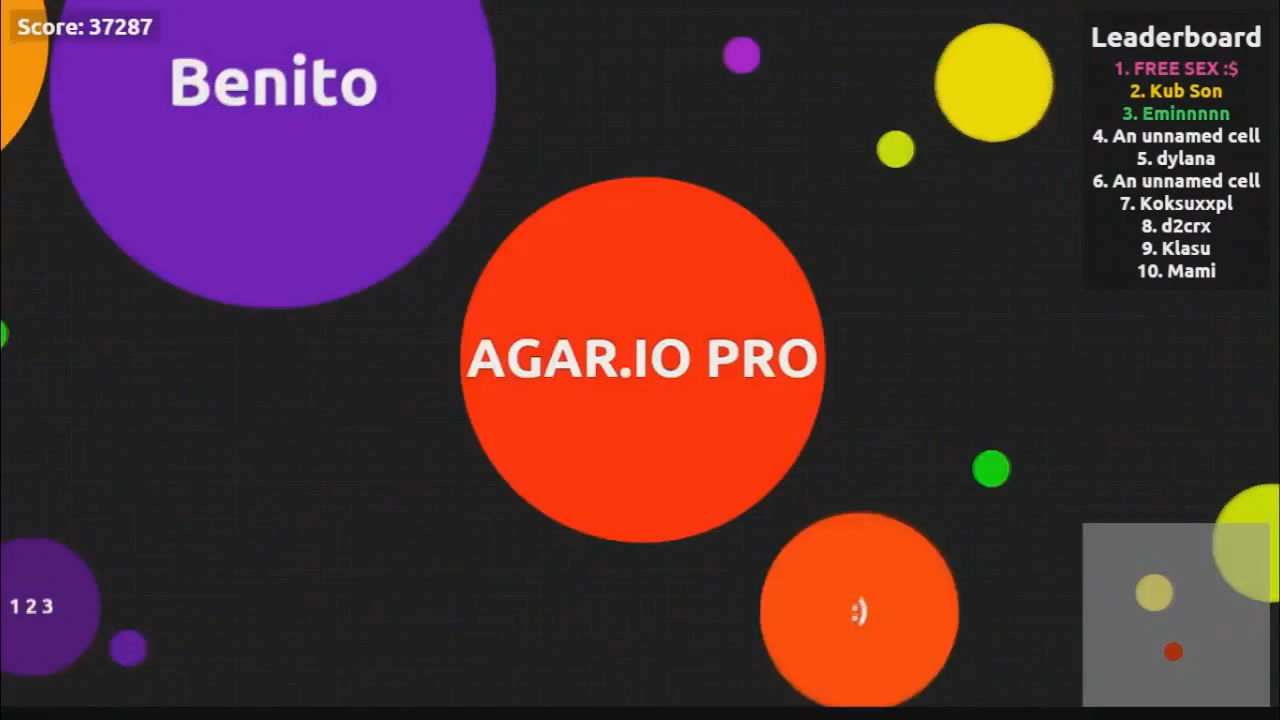 Score: 37287
Benito
AGAR.IO PRO
1 2 3
:)
Leaderboard
1. FREE SEX :$
2. Kub Son
3. Eminnnnn
4. An unnamed cell
5. dylana
6. An unnamed cell
7. Koksuxxpl
8. d2crx
9. Klasu
10. Mami